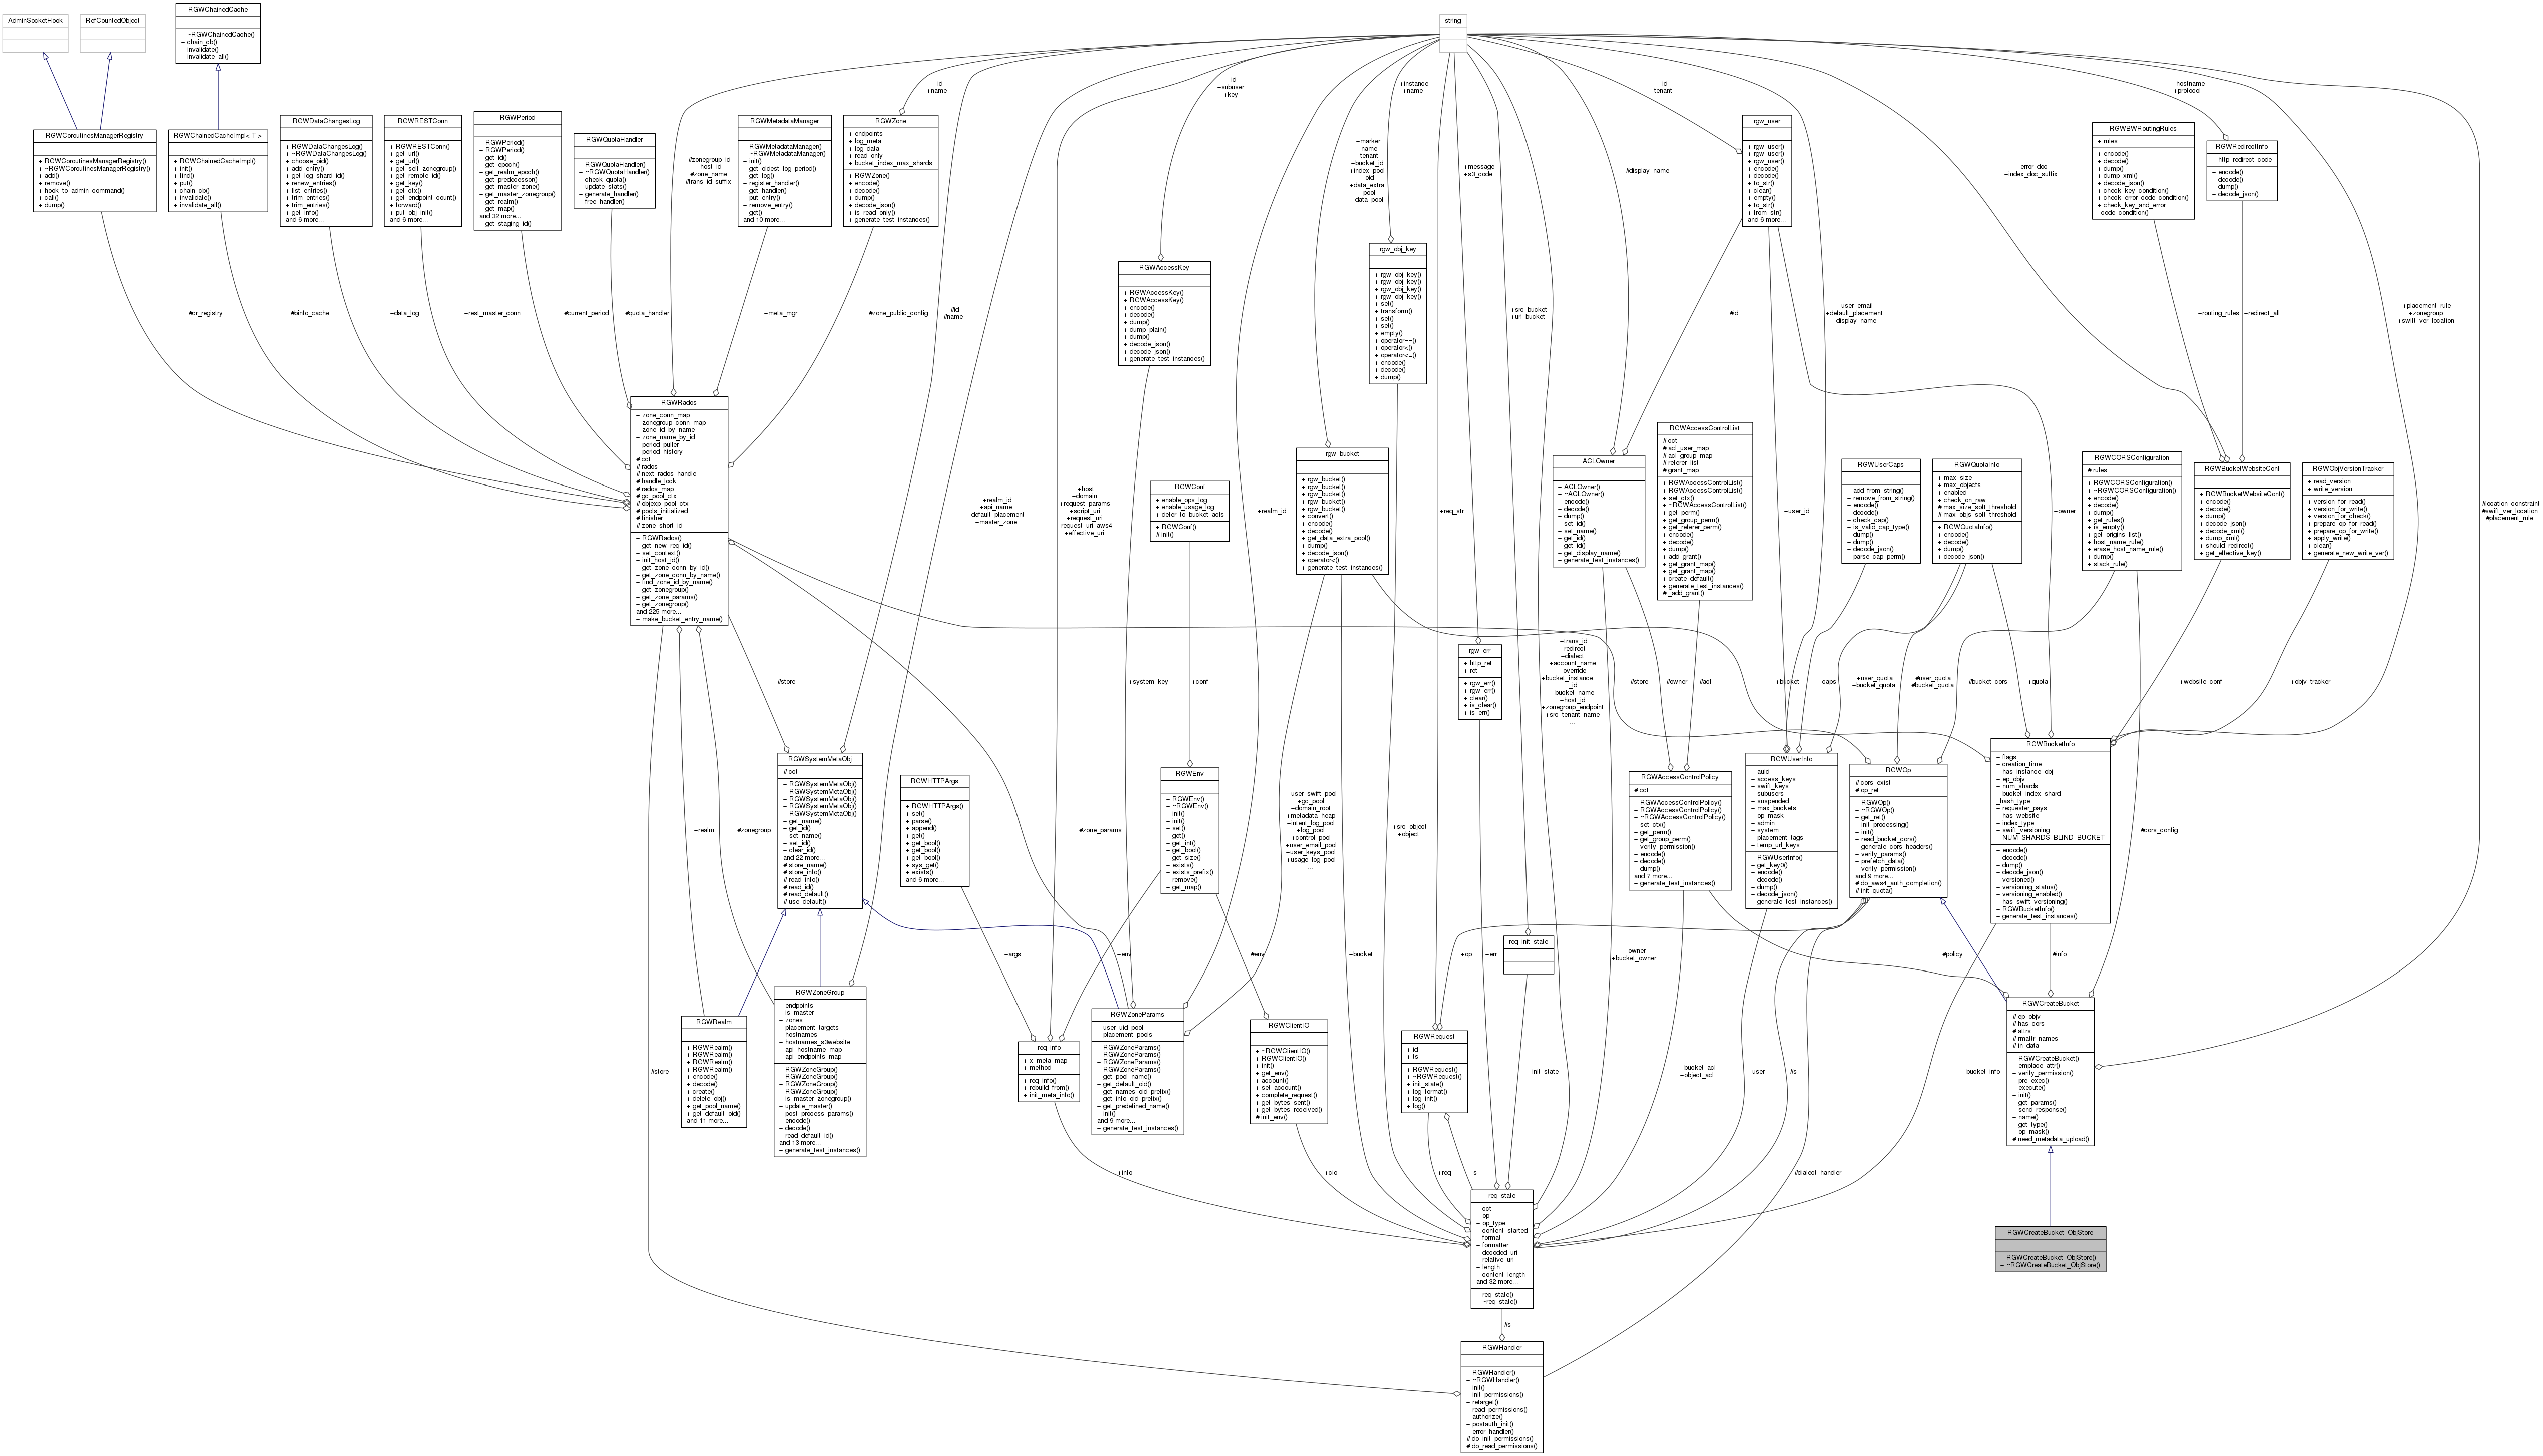 AdminSocketHook
RefCountedObject
RGWChainedCache
+ ~RGWChainedCache()
+ chain_cb()
+ invalidate()
+ invalidate_all()
string
RGWCoroutinesManagerRegistry
+ RGWCoroutinesManagerRegistry()
+ ~RGWCoroutinesManagerRegistry()
+ add()
+ remove()
+ hook_to_admin_command()
+ call()
+ dump()
RGWChainedCacheImpl< T >
+ RGWChainedCacheImpl()
+ init()
+ find()
+ put()
+ chain_cb()
+ invalidate()
+ invalidate_all()
RGWDataChangesLog
+ RGWDataChangesLog()
+ ~RGWDataChangesLog()
+ choose_oid()
+ add_entry()
+ get_log_shard_id()
+ renew_entries()
+ list_entries()
+ trim_entries()
+ trim_entries()
+ get_info()
and 6 more...
RGWRESTConn
+ RGWRESTConn()
+ get_url()
+ get_url()
+ get_self_zonegroup()
+ get_remote_id()
+ get_key()
+ get_ctx()
+ get_endpoint_count()
+ forward()
+ put_obj_init()
and 6 more...
RGWPeriod
+ RGWPeriod()
+ RGWPeriod()
+ get_id()
+ get_epoch()
+ get_realm_epoch()
+ get_predecessor()
+ get_master_zone()
+ get_master_zonegroup()
+ get_realm()
+ get_map()
and 32 more...
+ get_staging_id()
RGWQuotaHandler
+ RGWQuotaHandler()
+ ~RGWQuotaHandler()
+ check_quota()
+ update_stats()
+ generate_handler()
+ free_handler()
#zonegroup_id
+host_id
#zone_name
#trans_id_suffix
RGWMetadataManager
+ RGWMetadataManager()
+ ~RGWMetadataManager()
+ init()
+ get_oldest_log_period()
+ get_log()
+ register_handler()
+ get_handler()
+ put_entry()
+ remove_entry()
+ get()
and 10 more...
+id
+name
RGWZone
+ endpoints
+ log_meta
+ log_data
+ read_only
+ bucket_index_max_shards
+ RGWZone()
+ encode()
+ decode()
+ dump()
+ decode_json()
+ is_read_only()
+ generate_test_instances()
+id
+subuser
+key
RGWAccessKey
+ RGWAccessKey()
+ RGWAccessKey()
+ encode()
+ decode()
+ dump()
+ dump_plain()
+ dump()
+ decode_json()
+ decode_json()
+ generate_test_instances()
+marker
+name
+tenant
+bucket_id
+index_pool
+oid
+data_extra
_pool
+data_pool
+instance
+name
rgw_obj_key
+ rgw_obj_key()
+ rgw_obj_key()
+ rgw_obj_key()
+ rgw_obj_key()
+ set()
+ transform()
+ set()
+ set()
+ empty()
+ operator==()
+ operator<()
+ operator<=()
+ encode()
+ decode()
+ dump()
+message
+s3_code
#display_name
+id
+tenant
rgw_user
+ rgw_user()
+ rgw_user()
+ rgw_user()
+ encode()
+ decode()
+ to_str()
+ clear()
+ empty()
+ to_str()
+ from_str()
and 6 more...
+error_doc
+index_doc_suffix
RGWBWRoutingRules
+ rules
+ encode()
+ decode()
+ dump()
+ dump_xml()
+ decode_json()
+ check_key_condition()
+ check_error_code_condition()
+ check_key_and_error
_code_condition()
+hostname
+protocol
RGWRedirectInfo
+ http_redirect_code
+ encode()
+ decode()
+ dump()
+ decode_json()
#cr_registry
#binfo_cache
+data_log
+rest_master_conn
#current_period
#quota_handler
+meta_mgr
#zone_public_config
#id
#name
+src_bucket
+url_bucket
#id
+user_email
+default_placement
+display_name
+routing_rules
+redirect_all
+placement_rule
+zonegroup
+swift_ver_location
RGWRados
+ zone_conn_map
+ zonegroup_conn_map
+ zone_id_by_name
+ zone_name_by_id
+ period_puller
+ period_history
# cct
# rados
# next_rados_handle
# handle_lock
# rados_map
# gc_pool_ctx
# objexp_pool_ctx
# pools_initialized
# finisher
# zone_short_id
+ RGWRados()
+ get_new_req_id()
+ set_context()
+ init_host_id()
+ get_zone_conn_by_id()
+ get_zone_conn_by_name()
+ find_zone_id_by_name()
+ get_zonegroup()
+ get_zone_params()
+ get_zonegroup()
and 225 more...
+ make_bucket_entry_name()
+realm_id
+api_name
+default_placement
+master_zone
+host
+domain
+request_params
+script_uri
+request_uri
+request_uri_aws4
+effective_uri
RGWConf
+ enable_ops_log
+ enable_usage_log
+ defer_to_bucket_acls
+ RGWConf()
# init()
+realm_id
rgw_bucket
+ rgw_bucket()
+ rgw_bucket()
+ rgw_bucket()
+ rgw_bucket()
+ rgw_bucket()
+ convert()
+ encode()
+ decode()
+ get_data_extra_pool()
+ dump()
+ decode_json()
+ operator<()
+ generate_test_instances()
+req_str
ACLOwner
+ ACLOwner()
+ ~ACLOwner()
+ encode()
+ decode()
+ dump()
+ set_id()
+ set_name()
+ get_id()
+ get_id()
+ get_display_name()
+ generate_test_instances()
RGWAccessControlList
# cct
# acl_user_map
# acl_group_map
# referer_list
# grant_map
+ RGWAccessControlList()
+ RGWAccessControlList()
+ set_ctx()
+ ~RGWAccessControlList()
+ get_perm()
+ get_group_perm()
+ get_referer_perm()
+ encode()
+ decode()
+ dump()
+ add_grant()
+ get_grant_map()
+ get_grant_map()
+ create_default()
+ generate_test_instances()
# _add_grant()
+user_id
RGWUserCaps
+ add_from_string()
+ remove_from_string()
+ encode()
+ decode()
+ check_cap()
+ is_valid_cap_type()
+ dump()
+ dump()
+ decode_json()
+ parse_cap_perm()
RGWQuotaInfo
+ max_size
+ max_objects
+ enabled
+ check_on_raw
# max_size_soft_threshold
# max_objs_soft_threshold
+ RGWQuotaInfo()
+ encode()
+ decode()
+ dump()
+ decode_json()
+owner
RGWCORSConfiguration
# rules
+ RGWCORSConfiguration()
+ ~RGWCORSConfiguration()
+ encode()
+ decode()
+ dump()
+ get_rules()
+ is_empty()
+ get_origins_list()
+ host_name_rule()
+ erase_host_name_rule()
+ dump()
+ stack_rule()
RGWBucketWebsiteConf
+ RGWBucketWebsiteConf()
+ encode()
+ decode()
+ dump()
+ decode_json()
+ decode_xml()
+ dump_xml()
+ should_redirect()
+ get_effective_key()
RGWObjVersionTracker
+ read_version
+ write_version
+ version_for_read()
+ version_for_write()
+ version_for_check()
+ prepare_op_for_read()
+ prepare_op_for_write()
+ apply_write()
+ clear()
+ generate_new_write_ver()
#location_constraint
#swift_ver_location
#placement_rule
#store
+system_key
+conf
rgw_err
+ http_ret
+ ret
+ rgw_err()
+ rgw_err()
+ clear()
+ is_clear()
+ is_err()
+trans_id
+redirect
+dialect
+account_name
+override
+bucket_instance
_id
+bucket_name
+host_id
+zonegroup_endpoint
+src_tenant_name
...
#store
#owner
#acl
+bucket
+caps
+user_quota
+bucket_quota
#user_quota
#bucket_quota
#bucket_cors
+quota
+website_conf
+objv_tracker
+realm
#zonegroup
RGWSystemMetaObj
# cct
+ RGWSystemMetaObj()
+ RGWSystemMetaObj()
+ RGWSystemMetaObj()
+ RGWSystemMetaObj()
+ RGWSystemMetaObj()
+ get_name()
+ get_id()
+ set_name()
+ set_id()
+ clear_id()
and 22 more...
# store_name()
# store_info()
# read_info()
# read_id()
# read_default()
# use_default()
RGWHTTPArgs
+ RGWHTTPArgs()
+ set()
+ parse()
+ append()
+ get()
+ get_bool()
+ get_bool()
+ get_bool()
+ sys_get()
+ exists()
and 6 more...
#zone_params
RGWEnv
+ RGWEnv()
+ ~RGWEnv()
+ init()
+ init()
+ set()
+ get()
+ get_int()
+ get_bool()
+ get_size()
+ exists()
+ exists_prefix()
+ remove()
+ get_map()
+user_swift_pool
+gc_pool
+domain_root
+metadata_heap
+intent_log_pool
+log_pool
+control_pool
+user_email_pool
+user_keys_pool
+usage_log_pool
...
+src_object
+object
RGWAccessControlPolicy
# cct
+ RGWAccessControlPolicy()
+ RGWAccessControlPolicy()
+ ~RGWAccessControlPolicy()
+ set_ctx()
+ get_perm()
+ get_group_perm()
+ verify_permission()
+ encode()
+ decode()
+ dump()
and 7 more...
+ generate_test_instances()
RGWUserInfo
+ auid
+ access_keys
+ swift_keys
+ subusers
+ suspended
+ max_buckets
+ op_mask
+ admin
+ system
+ placement_tags
+ temp_url_keys
+ RGWUserInfo()
+ get_key0()
+ encode()
+ decode()
+ dump()
+ decode_json()
+ generate_test_instances()
RGWOp
# cors_exist
# op_ret
+ RGWOp()
+ ~RGWOp()
+ get_ret()
+ init_processing()
+ init()
+ read_bucket_cors()
+ generate_cors_headers()
+ verify_params()
+ prefetch_data()
+ verify_permission()
and 9 more...
# do_aws4_auth_completion()
# init_quota()
RGWBucketInfo
+ flags
+ creation_time
+ has_instance_obj
+ ep_objv
+ num_shards
+ bucket_index_shard
_hash_type
+ requester_pays
+ has_website
+ index_type
+ swift_versioning
+ NUM_SHARDS_BLIND_BUCKET
+ encode()
+ decode()
+ dump()
+ decode_json()
+ versioned()
+ versioning_status()
+ versioning_enabled()
+ has_swift_versioning()
+ RGWBucketInfo()
+ generate_test_instances()
#cors_config
+args
+env
#env
+bucket
+op
+err
req_init_state
+owner
+bucket_owner
#policy
#info
RGWRealm
+ RGWRealm()
+ RGWRealm()
+ RGWRealm()
+ RGWRealm()
+ encode()
+ decode()
+ create()
+ delete_obj()
+ get_pool_name()
+ get_default_oid()
and 11 more...
RGWZoneGroup
+ endpoints
+ is_master
+ zones
+ placement_targets
+ hostnames
+ hostnames_s3website
+ api_hostname_map
+ api_endpoints_map
+ RGWZoneGroup()
+ RGWZoneGroup()
+ RGWZoneGroup()
+ RGWZoneGroup()
+ is_master_zonegroup()
+ update_master()
+ post_process_params()
+ encode()
+ decode()
+ read_default_id()
and 13 more...
+ generate_test_instances()
req_info
+ x_meta_map
+ method
+ req_info()
+ rebuild_from()
+ init_meta_info()
RGWZoneParams
+ user_uid_pool
+ placement_pools
+ RGWZoneParams()
+ RGWZoneParams()
+ RGWZoneParams()
+ RGWZoneParams()
+ get_pool_name()
+ get_default_oid()
+ get_names_oid_prefix()
+ get_info_oid_prefix()
+ get_predefined_name()
+ init()
and 9 more...
+ generate_test_instances()
RGWClientIO
+ ~RGWClientIO()
+ RGWClientIO()
+ init()
+ get_env()
+ account()
+ set_account()
+ complete_request()
+ get_bytes_sent()
+ get_bytes_received()
# init_env()
RGWRequest
+ id
+ ts
+ RGWRequest()
+ ~RGWRequest()
+ init_state()
+ log_format()
+ log_init()
+ log()
#store
+init_state
+bucket_acl
+object_acl
+user
#s
+bucket_info
RGWCreateBucket
# ep_objv
# has_cors
# attrs
# rmattr_names
# in_data
+ RGWCreateBucket()
+ emplace_attr()
+ verify_permission()
+ pre_exec()
+ execute()
+ init()
+ get_params()
+ send_response()
+ name()
+ get_type()
+ op_mask()
# need_metadata_upload()
+info
+cio
+req
+s
#dialect_handler
req_state
+ cct
+ op
+ op_type
+ content_started
+ format
+ formatter
+ decoded_uri
+ relative_uri
+ length
+ content_length
and 32 more...
+ req_state()
+ ~req_state()
RGWCreateBucket_ObjStore
+ RGWCreateBucket_ObjStore()
+ ~RGWCreateBucket_ObjStore()
#s
RGWHandler
+ RGWHandler()
+ ~RGWHandler()
+ init()
+ init_permissions()
+ retarget()
+ read_permissions()
+ authorize()
+ postauth_init()
+ error_handler()
# do_init_permissions()
# do_read_permissions()